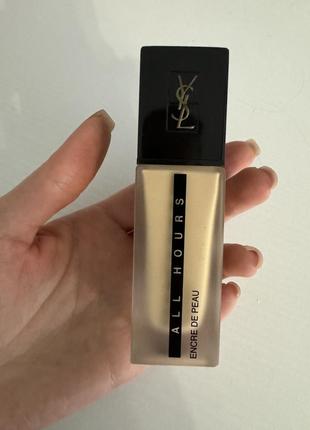 YSL
ALL HOURS
ENCRE DE PEAU